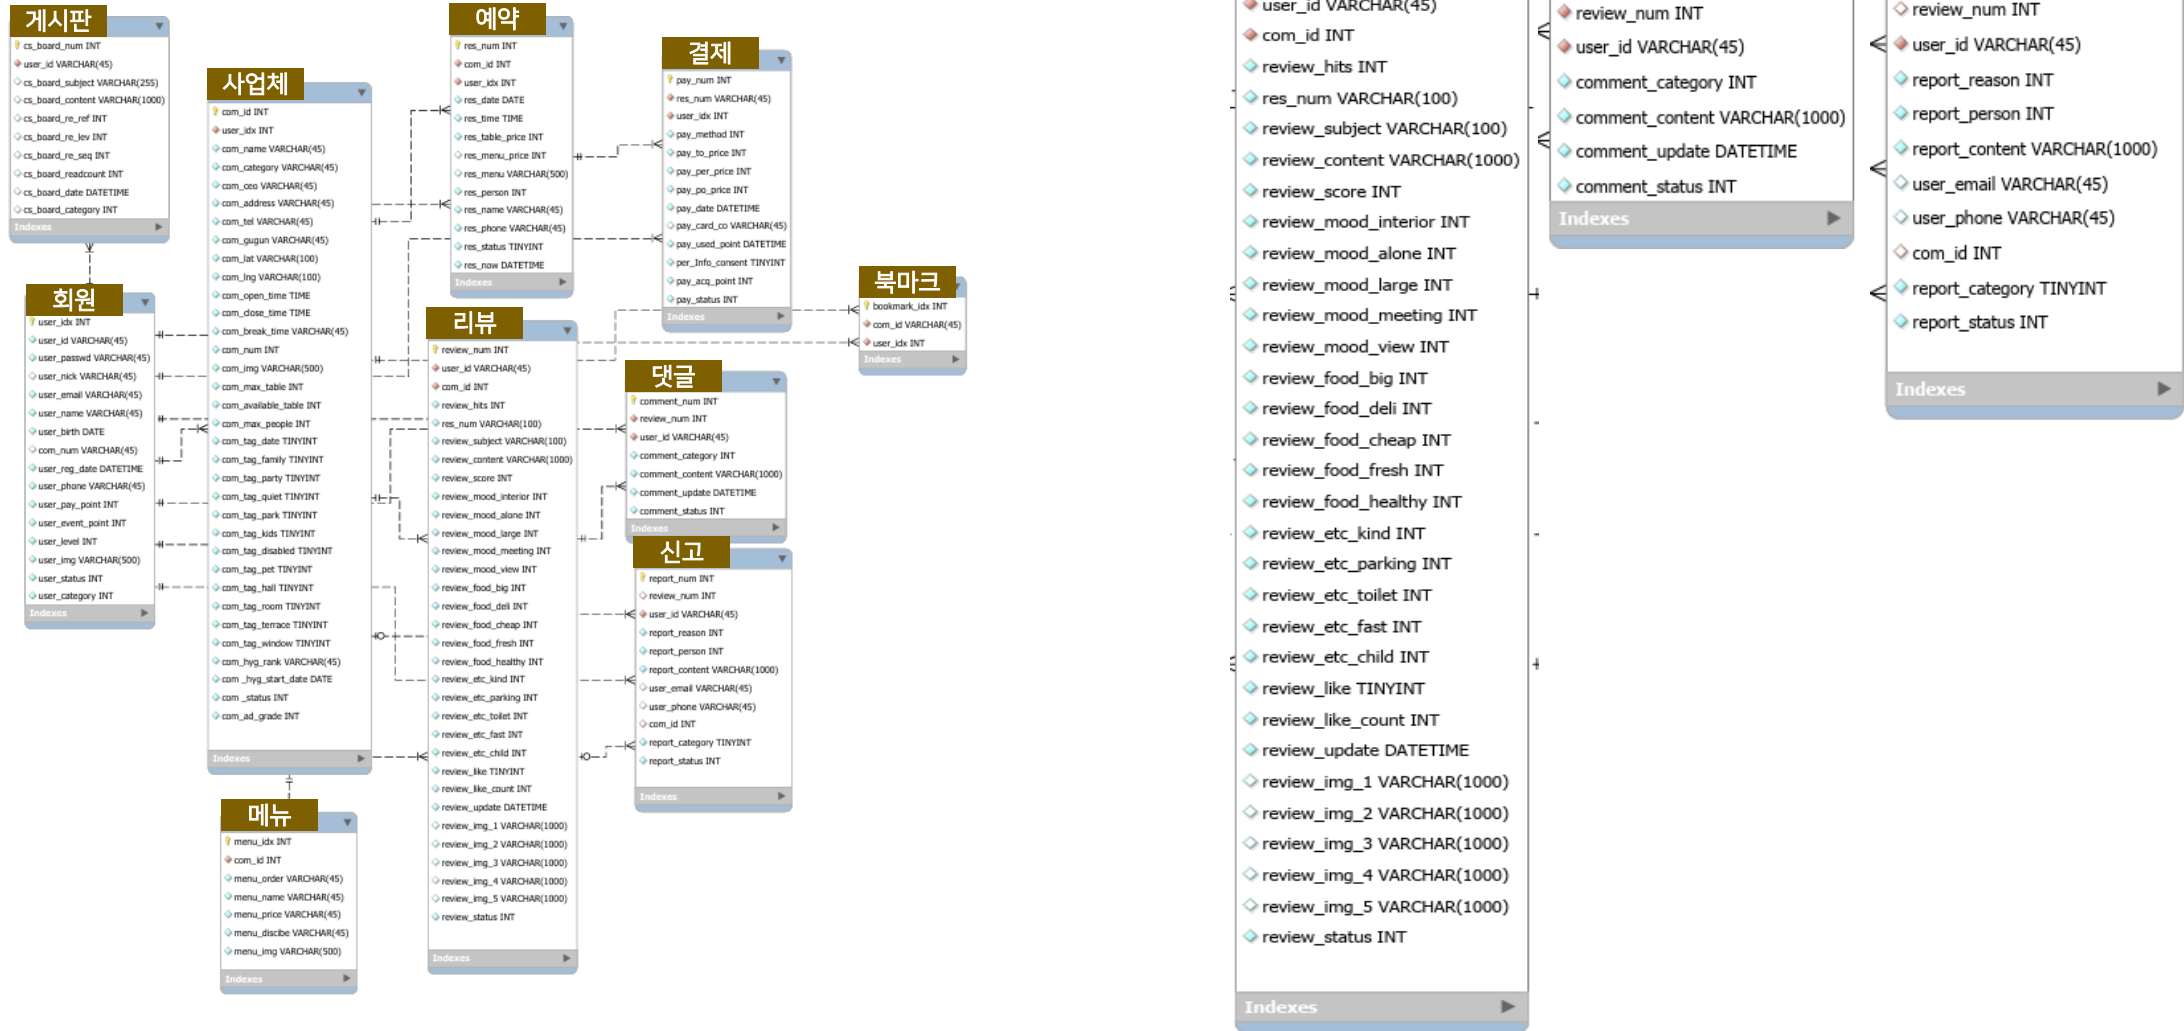 게시판
cs_board_num INT
user_id VARCHAR(45)
cs_board_subject VARCHAR(255)
cs_board_content VARCHAR(1000)
cs_board_re_ref INT
cs_board_re_lev INT
cs_board_re_seq INT
cs_board_readcount INT
cs_board_date DATETIME
cs_board_category INT
Indexes
회원
user_idx INT
user_id VARCHAR(45)
user_passwd VARCHAR(45)
user_nick VARCHAR(45)
user_email VARCHAR(45)
user_name VARCHAR(45)
user_birth DATE
com_num VARCHAR(45)
user_reg_date DATETIME
user_phone VARCHAR(45)
user_pay_point INT
user_event_point INT
user_level INT
user_img VARCHAR(500)
user_status INT
user_category INT
Indexes
사업체
com_id INT
user_idx INT
com_name VARCHAR(45)
com_category VARCHAR(45)
com_ceo VARCHAR(45)
com_address VARCHAR(45)
com_tel VARCHAR(45)
com_gugun VARCHAR(45)
com_lat VARCHAR(100)
com_lng VARCHAR(100)
com_open_time TIME
com_close_time TIME
com_break_time VARCHAR(45)
com_num INT
com_img VARCHAR(500)
com_max_table INT
com_available_table INT
com_max_people INT
com_tag_date TINYINT
com_tag_family TINYINT
com_tag_party TINYINT
com_tag_quiet TINYINT
com_tag_park TINYINT
com_tag_kids TINYINT
com_tag_disabled TINYINT
com_tag_pet TINYINT
com_tag_hall TINYINT
com_tag_room TINYINT
com_tag_terrace TINYINT
com_tag_window TINYINT
com_hyg_rank VARCHAR(45)
com _hyg_start_date DATE
com _status INT
com_ad_grade INT
Indexes
메뉴
menu_idx INT
com_id INT
menu_order VARCHAR(45)
menu_name VARCHAR(45)
menu_price VARCHAR(45)
menu_discibe VARCHAR(45)
menu_img VARCHAR(500)
Indexes
예약
res_num INT
com_id INT
user_idx INT
res_date DATE
res_time TIME
res_table_price INT
res_menu_price INT
res_menu VARCHAR(500)
res_person INT
res_name VARCHAR(45)
res_phone VARCHAR(45)
res_status TINYINT
res_now DATETIME
Indexes
리뷰
review_num INT
user_id VARCHAR(45)
com_id INT
review_hits INT
res_num VARCHAR(100)
review_subject VARCHAR(100)
review_content VARCHAR(1000)
review_score INT
review_mood_interior INT
review_mood_alone INT
review_mood_large INT
review_mood_meeting INT
review_mood_view INT
review_food_big INT
review_food_deli INT
review_food_cheap INT
review_food_fresh INT
review_food_healthy INT
review_etc_kind INT
review_etc_parking INT
review_etc_toilet INT
review_etc_fast INT
review_etc_child INT
review_like TINYINT
review_like_count INT
review_update DATETIME
review_img_1 VARCHAR(1000)
review_img_2 VARCHAR(1000)
review_img_3 VARCHAR(1000)
review_img_4 VARCHAR(1000)
review_img_5 VARCHAR(1000)
review_status INT
Indexes
결제
pay_num INT
res_num VARCHAR(45)
user_idx INT
pay_method INT
pay_to_price INT
pay_per_price INT
pay_po_price INT
pay_date DATETIME
pay_card_co VARCHAR(45)
pay_used_point DATETIME
per_Info_consent TINYINT
pay_acq_point INT
pay_status INT
Indexes
북마크
bookmark_idx INT
com_id VARCHAR(45)
user_idx INT
Indexes
댓글
comment_num INT
review_num INT
user_id VARCHAR(45)
comment_category INT
comment_content VARCHAR(1000)
comment_update DATETIME
comment_status INT
Indexes
신고
report_num INT
review_num INT
user_id VARCHAR(45)
report_reason INT
report_person INT
report_content VARCHAR(1000)
user_email VARCHAR(45)
user_phone VARCHAR(45)
com_id INT
report_category TINYINT
report_status INT
Indexes
user_id VARCHAR(45)
com_id INT
review_hits INT
res_num VARCHAR(100)
review_subject VARCHAR(100)
review_content VARCHAR(1000)
review_score INT
review_mood_interior INT
review_mood_alone INT
review_mood_large INT
review_mood_meeting INT
review_mood_view INT
review_food_big INT
review_food_deli INT
review_food_cheap INT
review_food_fresh INT
review_food_healthy INT
review_etc_kind INT
review_etc_parking INT
review_etc_toilet INT
review_etc_fast INT
review_etc_child INT
review_like TINYINT
review_like_count INT
review_update DATETIME
review_img_1 VARCHAR(1000)
review_img_2 VARCHAR(1000)
review_img_3 VARCHAR(1000)
review_img_4 VARCHAR(1000)
review_img_5 VARCHAR(1000)
review_status INT
Indexes
review_num INT
user_id VARCHAR(45)
comment_category INT
comment_content VARCHAR(1000)
comment_update DATETIME
comment_status INT
Indexes
review_num INT
user_id VARCHAR(45)
report_reason INT
report_person INT
report_content VARCHAR(1000)
user_email VARCHAR(45)
user_phone VARCHAR(45)
com_id INT
report_category TINYINT
report_status INT
Indexes